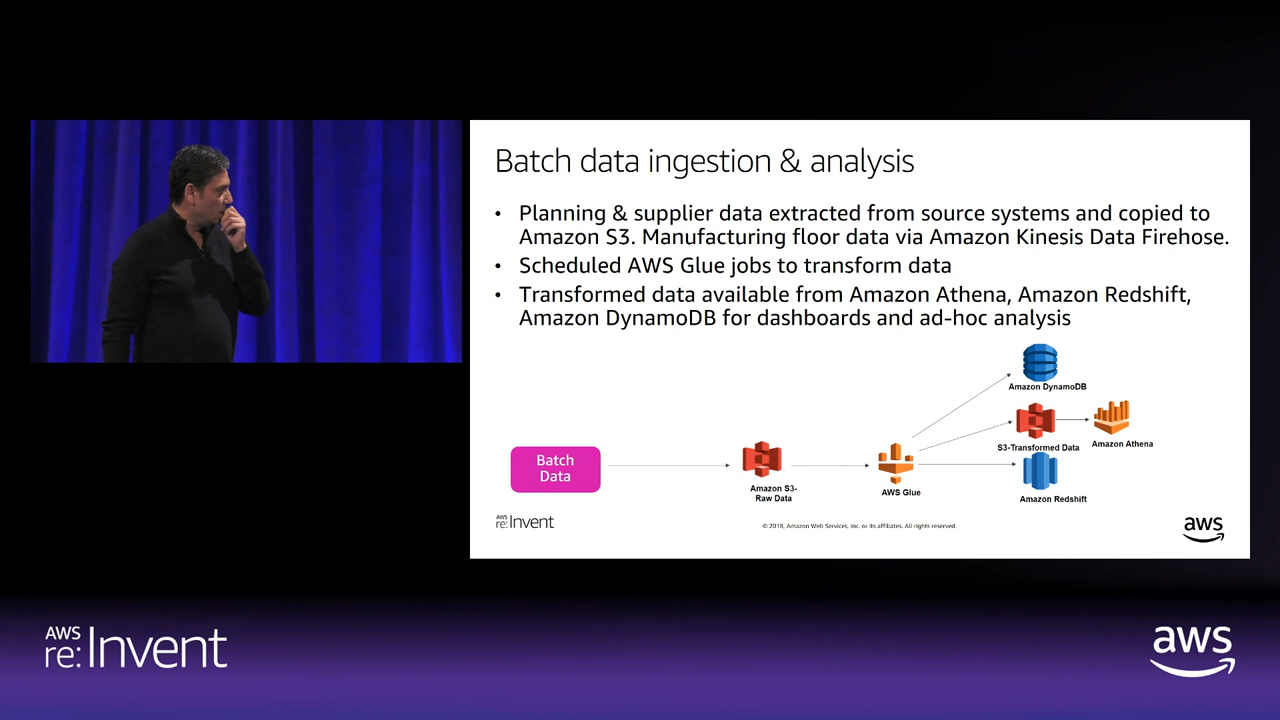 Batch data ingestion & analysis
• Planning & supplier data extracted from source systems and copied to
Amazon S3. Manufacturing floor data via Amazon Kinesis Data Firehose.
• Scheduled AWS Glue jobs to transform data
• Transformed data available from Amazon Athena, Amazon Redshift,
Amazon DynamoDB for dashboards and ad-hoc analysis
Amazon DynamoDB
S3-Transformed Data
Amazon Athena
Batch
Data
Amazon S3-
Raw Data
AWS Glue
Amazon Redshift
AWS
re:Invent
© 2018, Amazon Web Services, Inc. or its affiliates. All rights reserved.
aws
AWS
re:Invent
aws